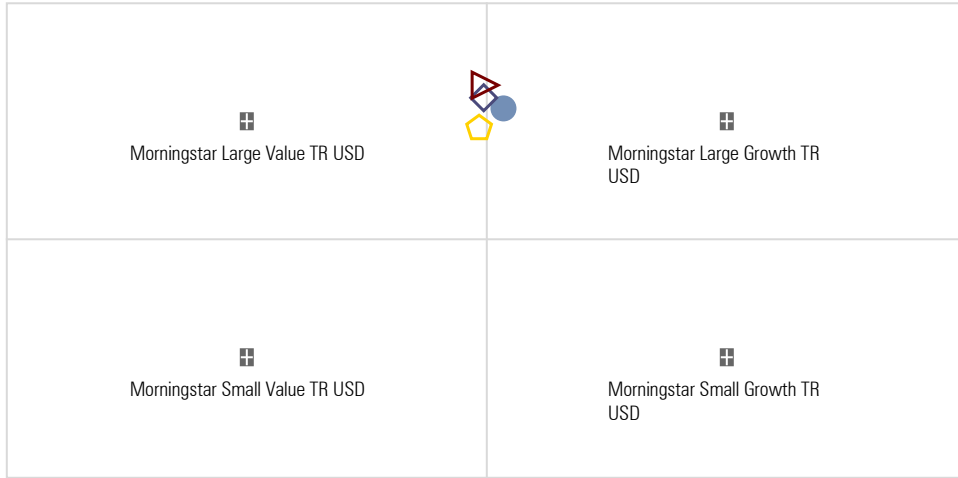 Morningstar Large Value TR USD
Morningstar Large Growth TR
USD
Morningstar Small Value TR USD
Morningstar Small Growth TR
USD